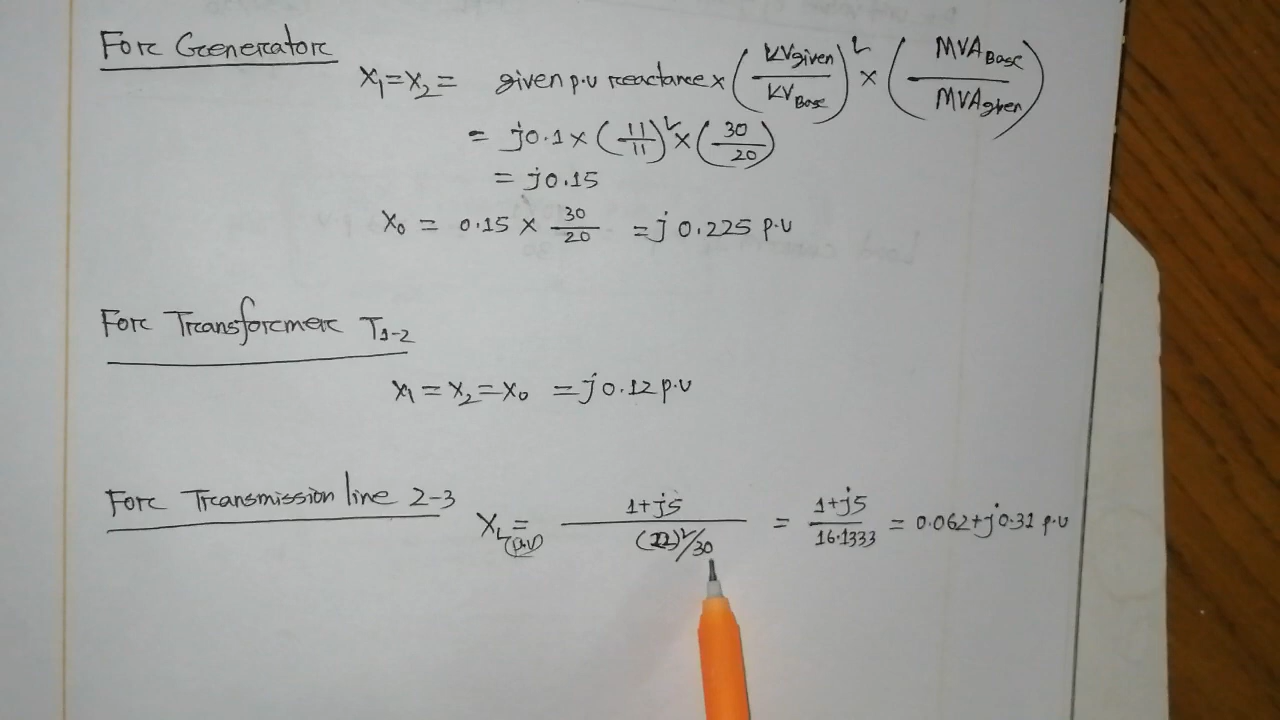 For Generator
X₁=X₂= given p.u reactance × (KVgiven/KVBase)² × (MVABase/MVAgiven)
= j0.1 × (11/11)² × (30/20)
= j0.15
X₀ = 0.15 × 30/20 = j 0.225 p.u
For Transformer T1-2
X₁ = X₂ = X₀ = j 0.12 p.u
For Transmission line 2-3
XL(p.u) = 1+j5/(22)²/30 = 1+j5/16.1333 = 0.062+j0.31 p.u